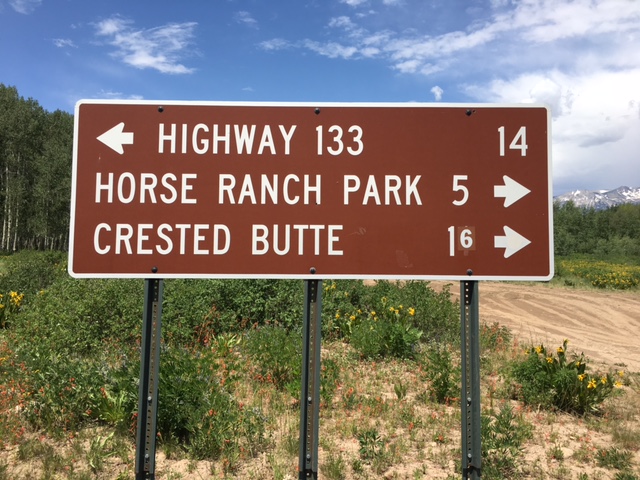 ← HIGHWAY 133 14
HORSE RANCH PARK 5 →
CRESTED BUTTE 16 →